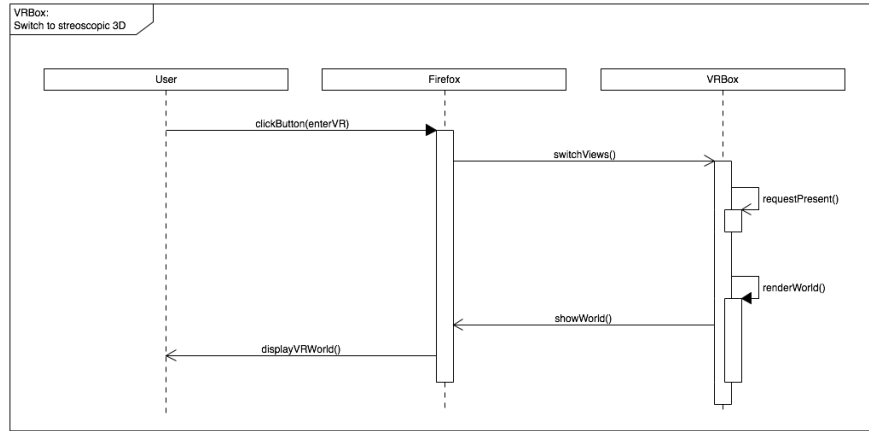 VRBox:
Switch to streoscopic 3D
User
Firefox
VRBox
clickButton(enterVR)
switchViews()
requestPresent()
renderWorld()
showWorld()
displayVRWorld()